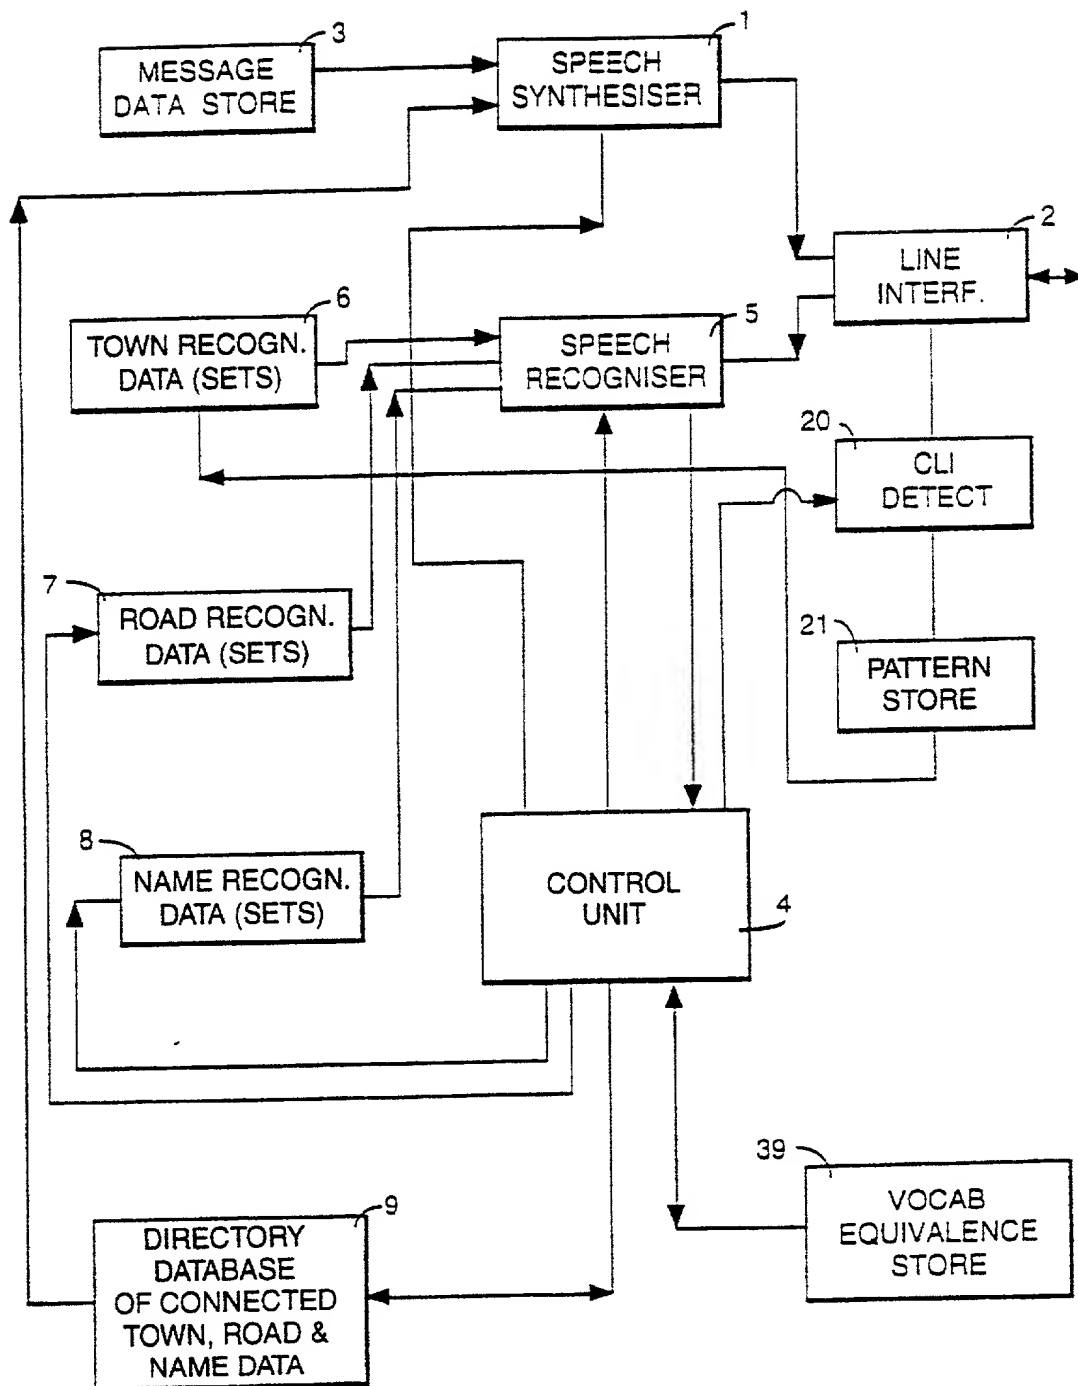 3
MESSAGE
DATA STORE
1
SPEECH
SYNTHESISER
2
LINE
INTERF.
6
TOWN RECOGN.
DATA (SETS)
5
SPEECH
RECOGNISER
20
CLI
DETECT
7
ROAD RECOGN.
DATA (SETS)
21
PATTERN
STORE
8
NAME RECOGN.
DATA (SETS)
CONTROL
UNIT
4
39
VOCAB
EQUIVALENCE
STORE
9
DIRECTORY
DATABASE
OF CONNECTED
TOWN, ROAD &
NAME DATA